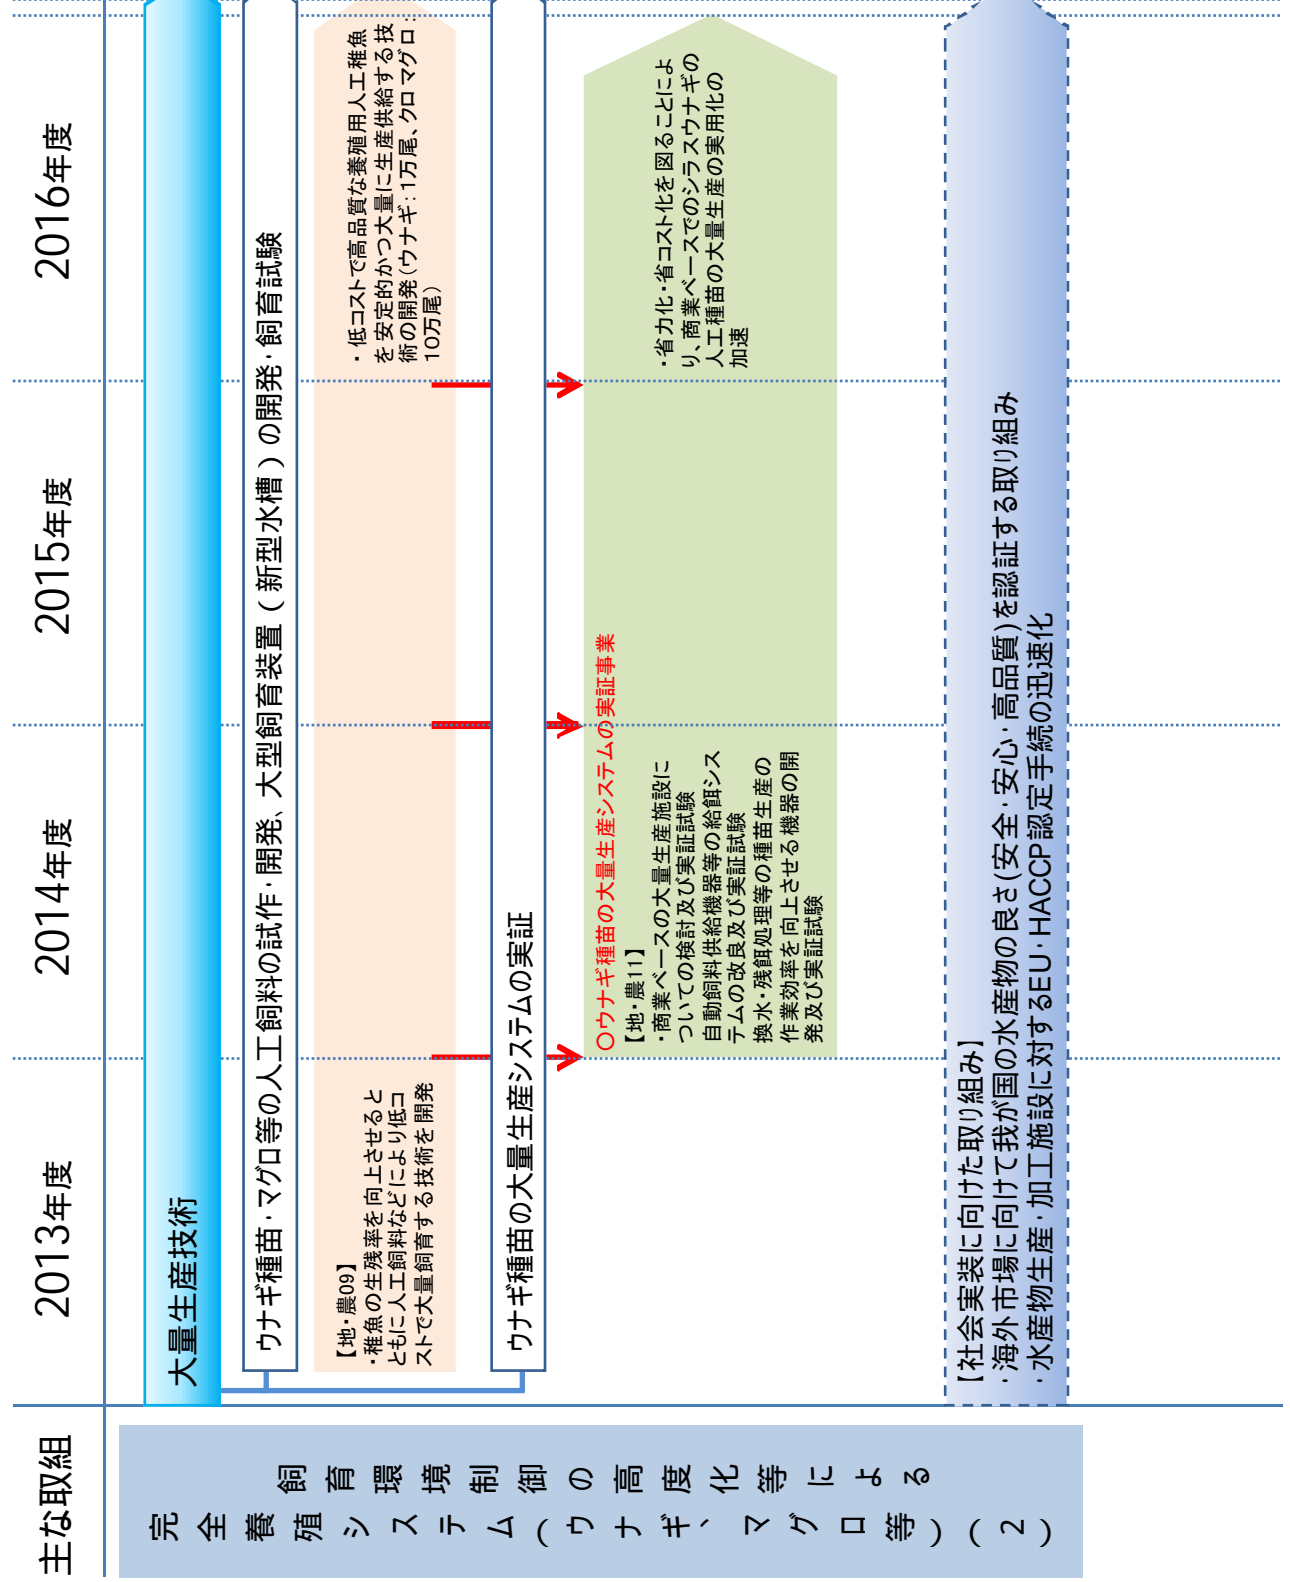 主な取組
2013年度
2014年度
2015年度
2016年度
飼育環境制御の高度化等による
完全養殖システム(ウナギ、マグロ等)(2)
大量生産技術
ウナギ種苗・マグロ等の人工飼料の試作・開発、大型飼育装置(新型水槽)の開発・飼育試験
【地・農09】
・稚魚の生残率を向上させると
ともに人工飼料などにより低コ
ストで大量飼育する技術を開発
・低コストで高品質な養殖用人工稚魚
を安定的かつ大量に生産供給する技
術の開発(ウナギ:1万尾、クロマグロ:
10万尾)
ウナギ種苗の大量生産システムの実証
○ウナギ種苗の大量生産システムの実証事業
【地・農11】
・商業ベースの大量生産施設に
ついての検討及び実証試験
自動飼料供給機器等の給餌シス
テムの改良及び実証試験
換水・残餌処理等の種苗生産の
作業効率を向上させる機器の開
発及び実証試験
・省力化・省コスト化を図ることによ
り、商業ベースでのシラスウナギの
人工種苗の大量生産の実用化の
加速
【社会実装に向けた取り組み】
・海外市場に向けて我が国の水産物の良さ(安全・安心・高品質)を認証する取り組み
・水産物生産・加工施設に対するEU・HACCP認定手続の迅速化